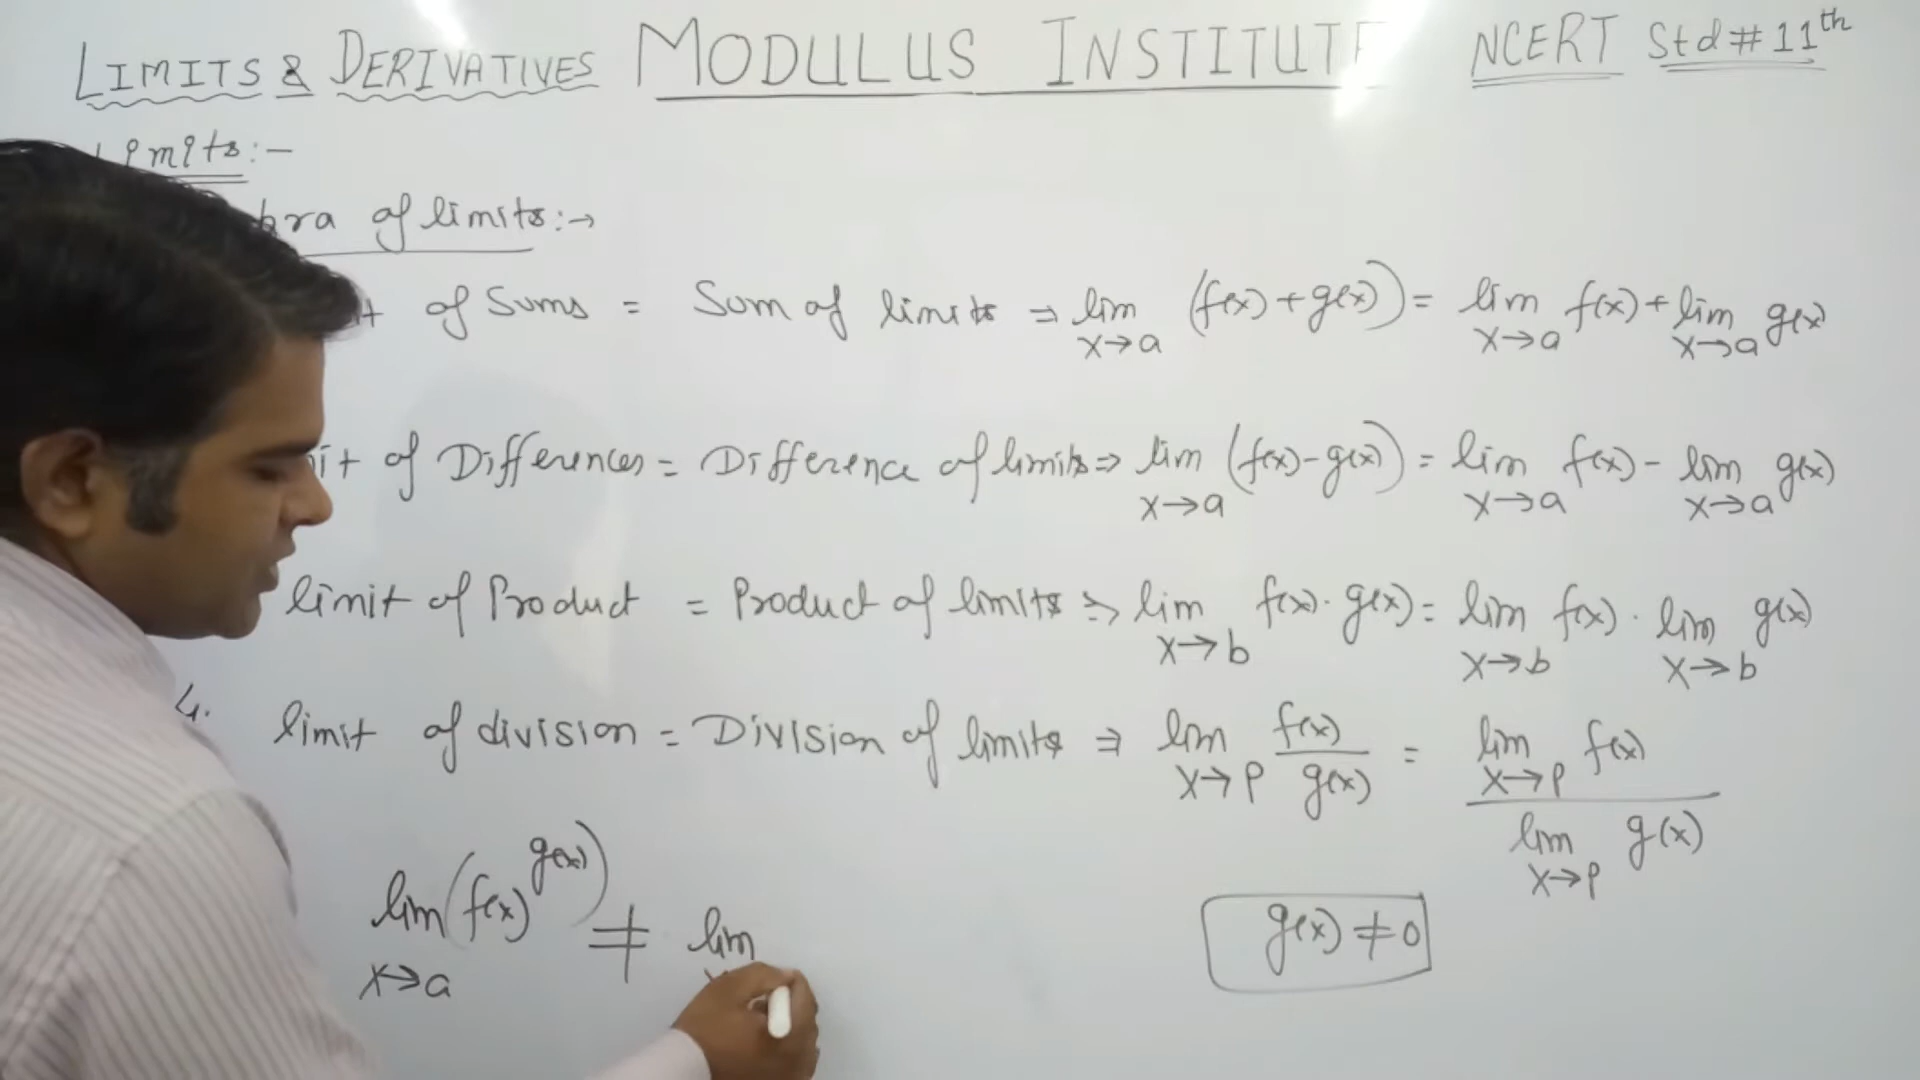 LIMITS & DERIVATIVES MODULUS INSTITUTE NCERT Std # 11th
Limits:-
bra of limits:→
of Sums = Sum of limits ⇒ lim x→a (f(x)+g(x)) = lim x→a f(x) + lim x→a g(x)
of Differences = Difference of limits ⇒ lim x→a (f(x)-g(x)) = lim x→a f(x) - lim x→a g(x)
limit of Product = Product of limits ⇒ lim x→b f(x)·g(x) = lim x→b f(x) · lim x→b g(x)
4. limit of division = Division of limits ⇒ lim x→p f(x)/g(x) = lim x→p f(x) / lim x→p g(x)
lim x→a (f(x)^g(x)) ≠ lim
g(x) ≠ 0